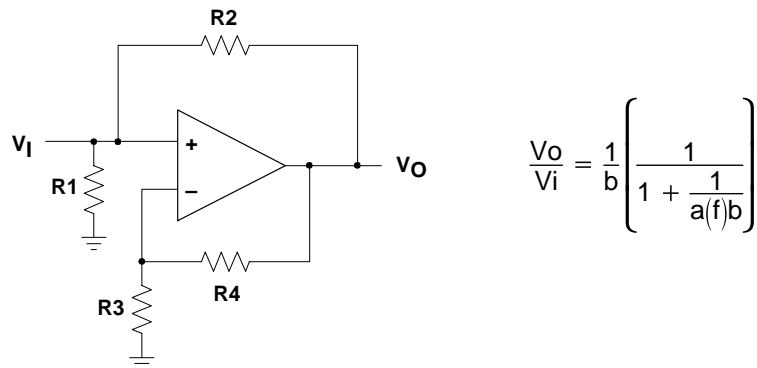 R2
V_I
+
R1
−
V_O
R4
R3
Vo/Vi = 1/b [ 1 / (1 + 1/(a(f)b)) ]